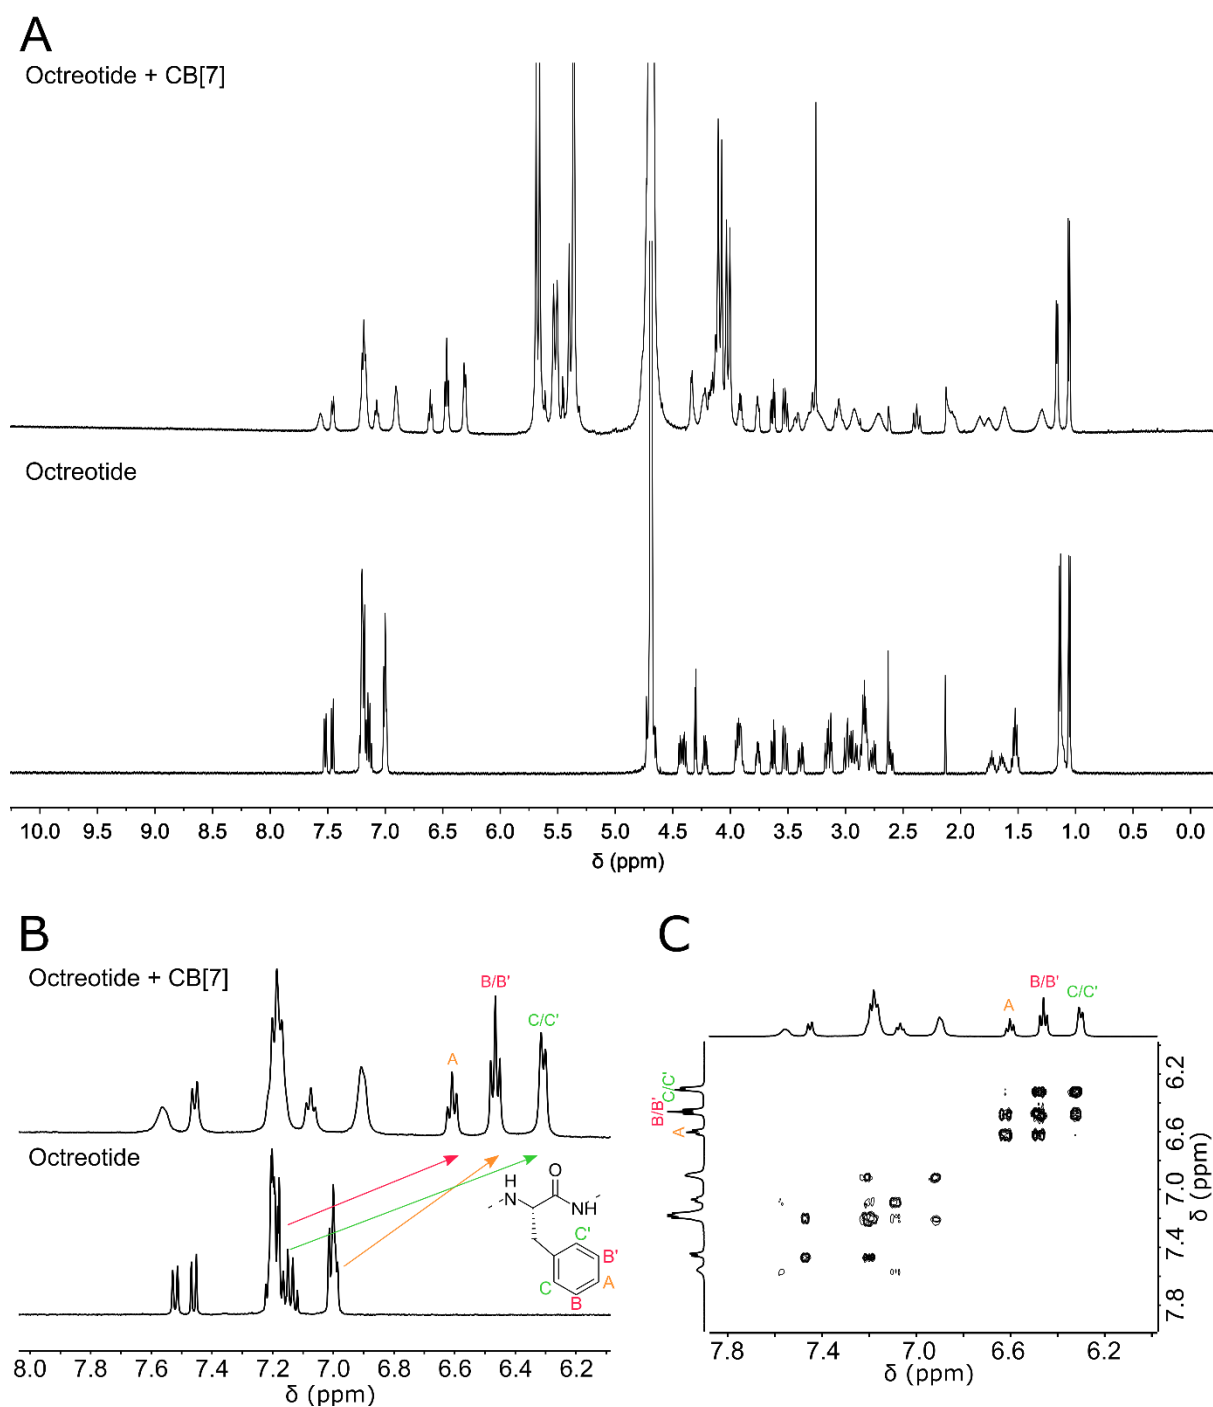 A
Octreotide + CB[7]
Octreotide
10.0 9.5 9.0 8.5 8.0 7.5 7.0 6.5 6.0 5.5 5.0 4.5 4.0 3.5 3.0 2.5 2.0 1.5 1.0 0.5 0.0
δ (ppm)
B
Octreotide + CB[7]
A
B/B'
C/C'
Octreotide
H
N
O
NH
C'
B'
A
C
B
8.0 7.8 7.6 7.4 7.2 7.0 6.8 6.6 6.4 6.2
δ (ppm)
C
A
B/B'
C/C'
C/C'
B/B'
A
6.2
6.6
7.0
7.4
7.8
δ (ppm)
7.8 7.4 7.0 6.6 6.2
δ (ppm)